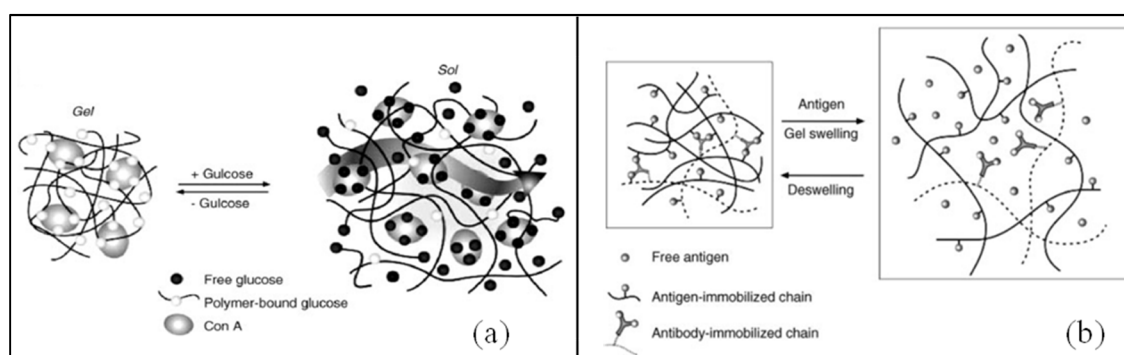 Gel
Sol
+ Gulcose
- Gulcose
Free glucose
Polymer-bound glucose
Con A
(a)
Antigen
Gel swelling
Deswelling
Free antigen
Antigen-immobilized chain
Antibody-immobilized chain
(b)